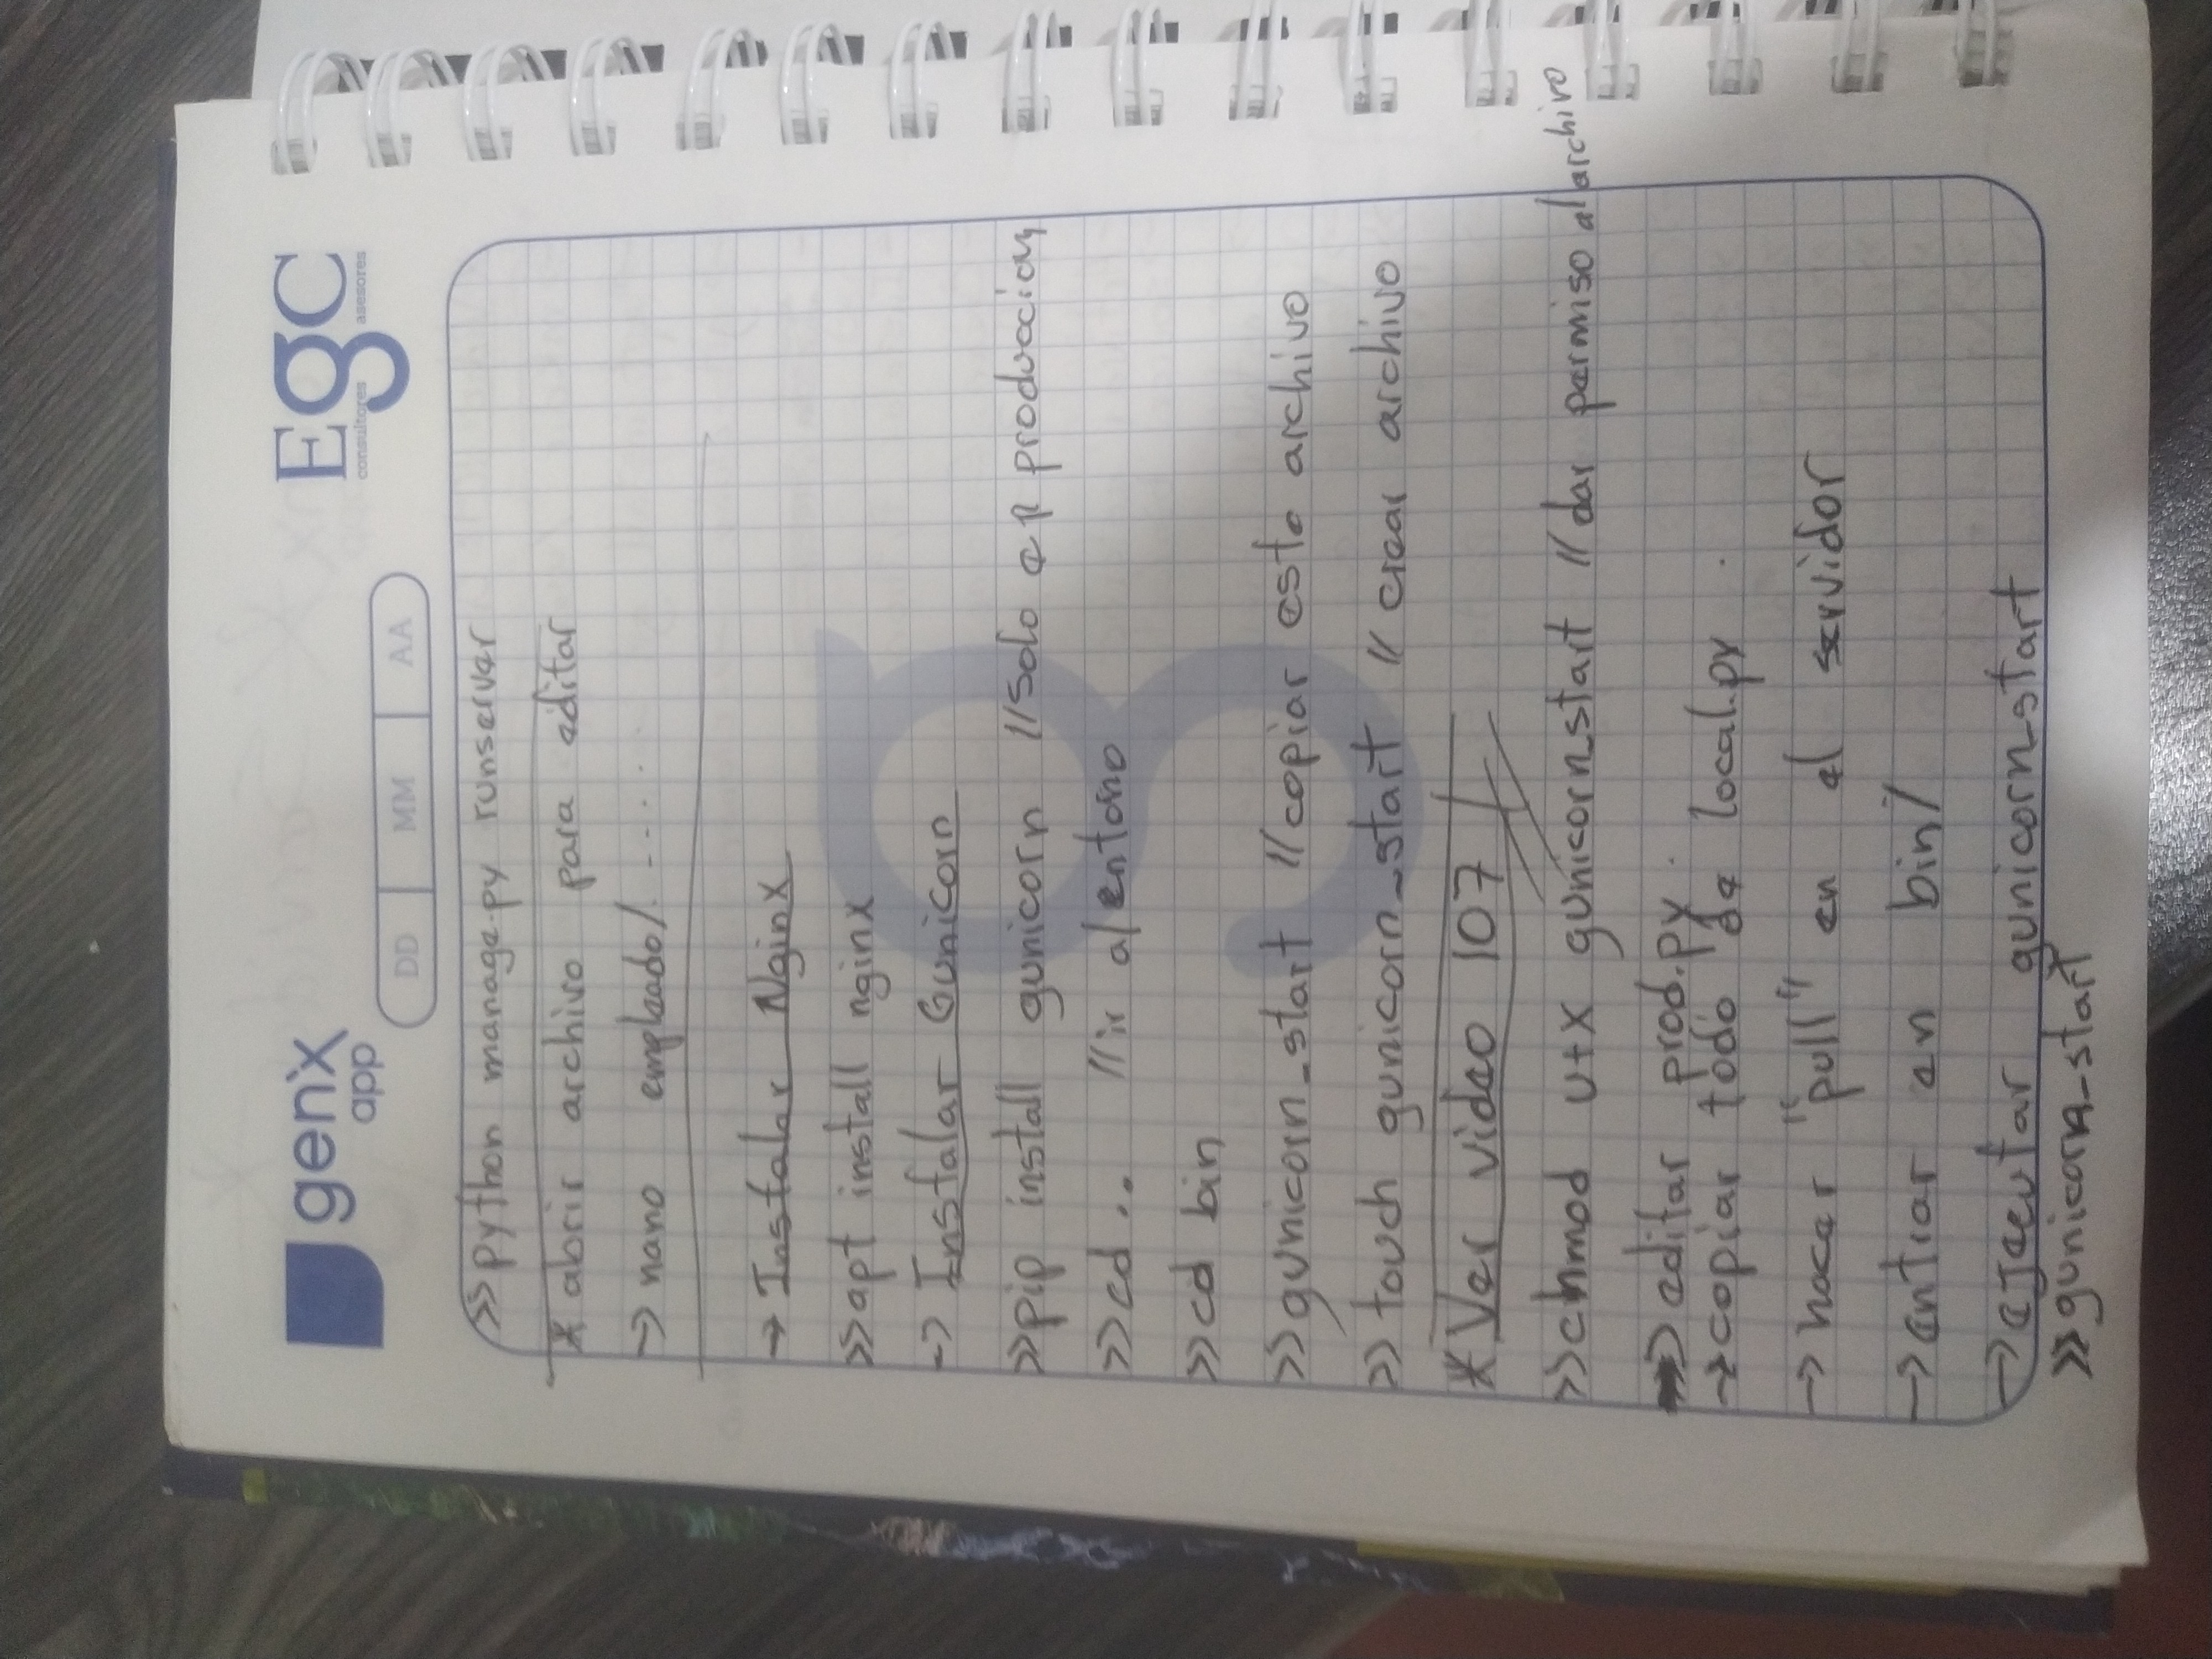 gen'x
app
EgC
consultores asesores
DD MM AA
>> python manage.py runserver
* abrir archivo para editar
-> nano empleado/. - - . .
-> Instalar Nginx
>> apt install nginx
-> Instalar Gunicorn
>> pip install gunicorn //Solo en produccion
>> cd .. //ir al entorno
>> cd bin
>> gunicorn_start //copiar este archivo
>> touch gunicorn_start // crear archivo
* Ver video 107
>> chmod u+x gunicorn_start // dar permiso al archivo
-> editar prod.py
-> copiar todo de local.py
-> hacer "pull" en el servidor
-> entrar en bin/
-> ejecutar gunicorn_start
>> gunicorn_start